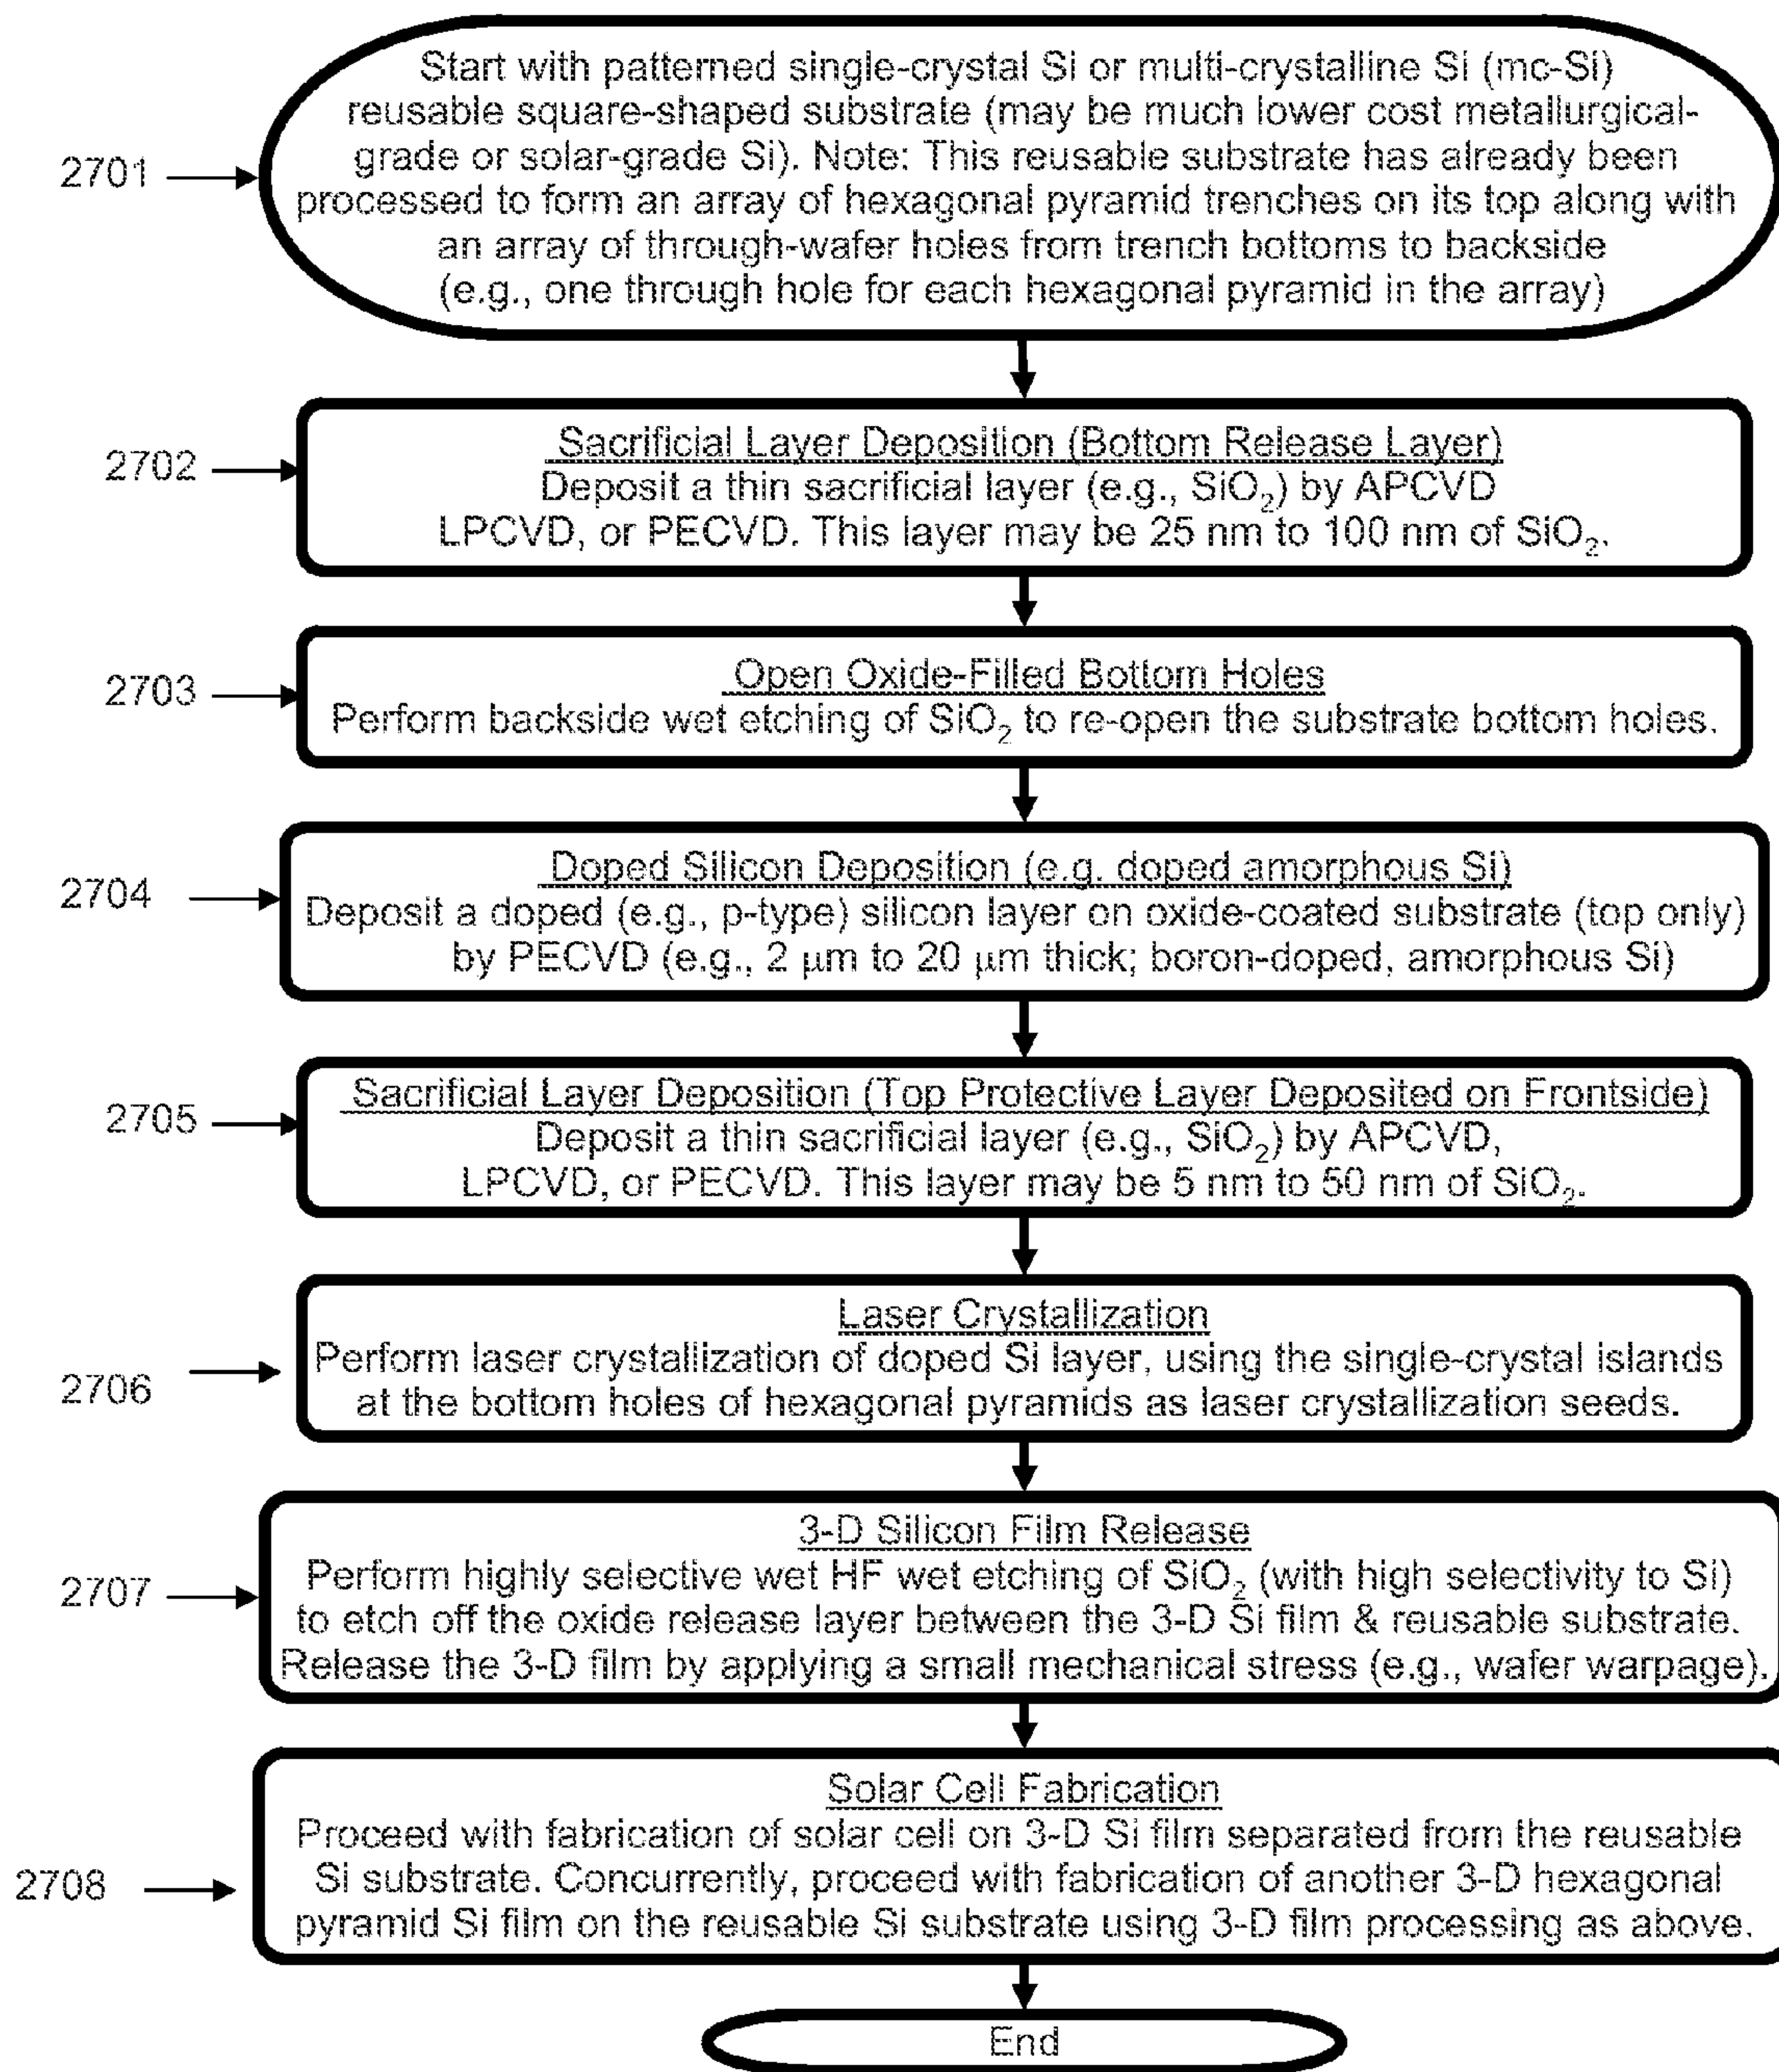 Start with patterned single-crystal Si or multi-crystalline Si (mc-Si)
reusable square-shaped substrate (may be much lower cost metallurgical-
2701
grade or solar-grade Si). Note: This reusable substrate has already been
processed to form an array of hexagonal pyramid trenches on its top along with
an array of through-wafer holes from trench bottoms to backside
(e.g., one through hole for each hexagonal pyramid in the array)
Sacrificial Layer Deposition (Bottom Release Layer)
2702
Deposit a thin sacrificial layer (e.g., SiO₂) by APCVD
LPCVD, or PECVD. This layer may be 25 nm to 100 nm of SiO₂.
Open Oxide-Filled Bottom Holes
2703
Perform backside wet etching of SiO₂ to re-open the substrate bottom holes.
Doped Silicon Deposition (e.g. doped amorphous Si)
2704
Deposit a doped (e.g., p-type) silicon layer on oxide-coated substrate (top only)
by PECVD (e.g., 2 µm to 20 µm thick; boron-doped, amorphous Si)
Sacrificial Layer Deposition (Top Protective Layer Deposited on Frontside)
2705
Deposit a thin sacrificial layer (e.g., SiO₂) by APCVD,
LPCVD, or PECVD. This layer may be 5 nm to 50 nm of SiO₂.
Laser Crystallization
Perform laser crystallization of doped Si layer, using the single-crystal islands
2706
at the bottom holes of hexagonal pyramids as laser crystallization seeds.
3-D Silicon Film Release
Perform highly selective wet HF wet etching of SiO₂ (with high selectivity to Si)
2707
to etch off the oxide release layer between the 3-D Si film & reusable substrate.
Release the 3-D film by applying a small mechanical stress (e.g., wafer warpage).
Solar Cell Fabrication
Proceed with fabrication of solar cell on 3-D Si film separated from the reusable
2708
Si substrate. Concurrently, proceed with fabrication of another 3-D hexagonal
pyramid Si film on the reusable Si substrate using 3-D film processing as above.
End